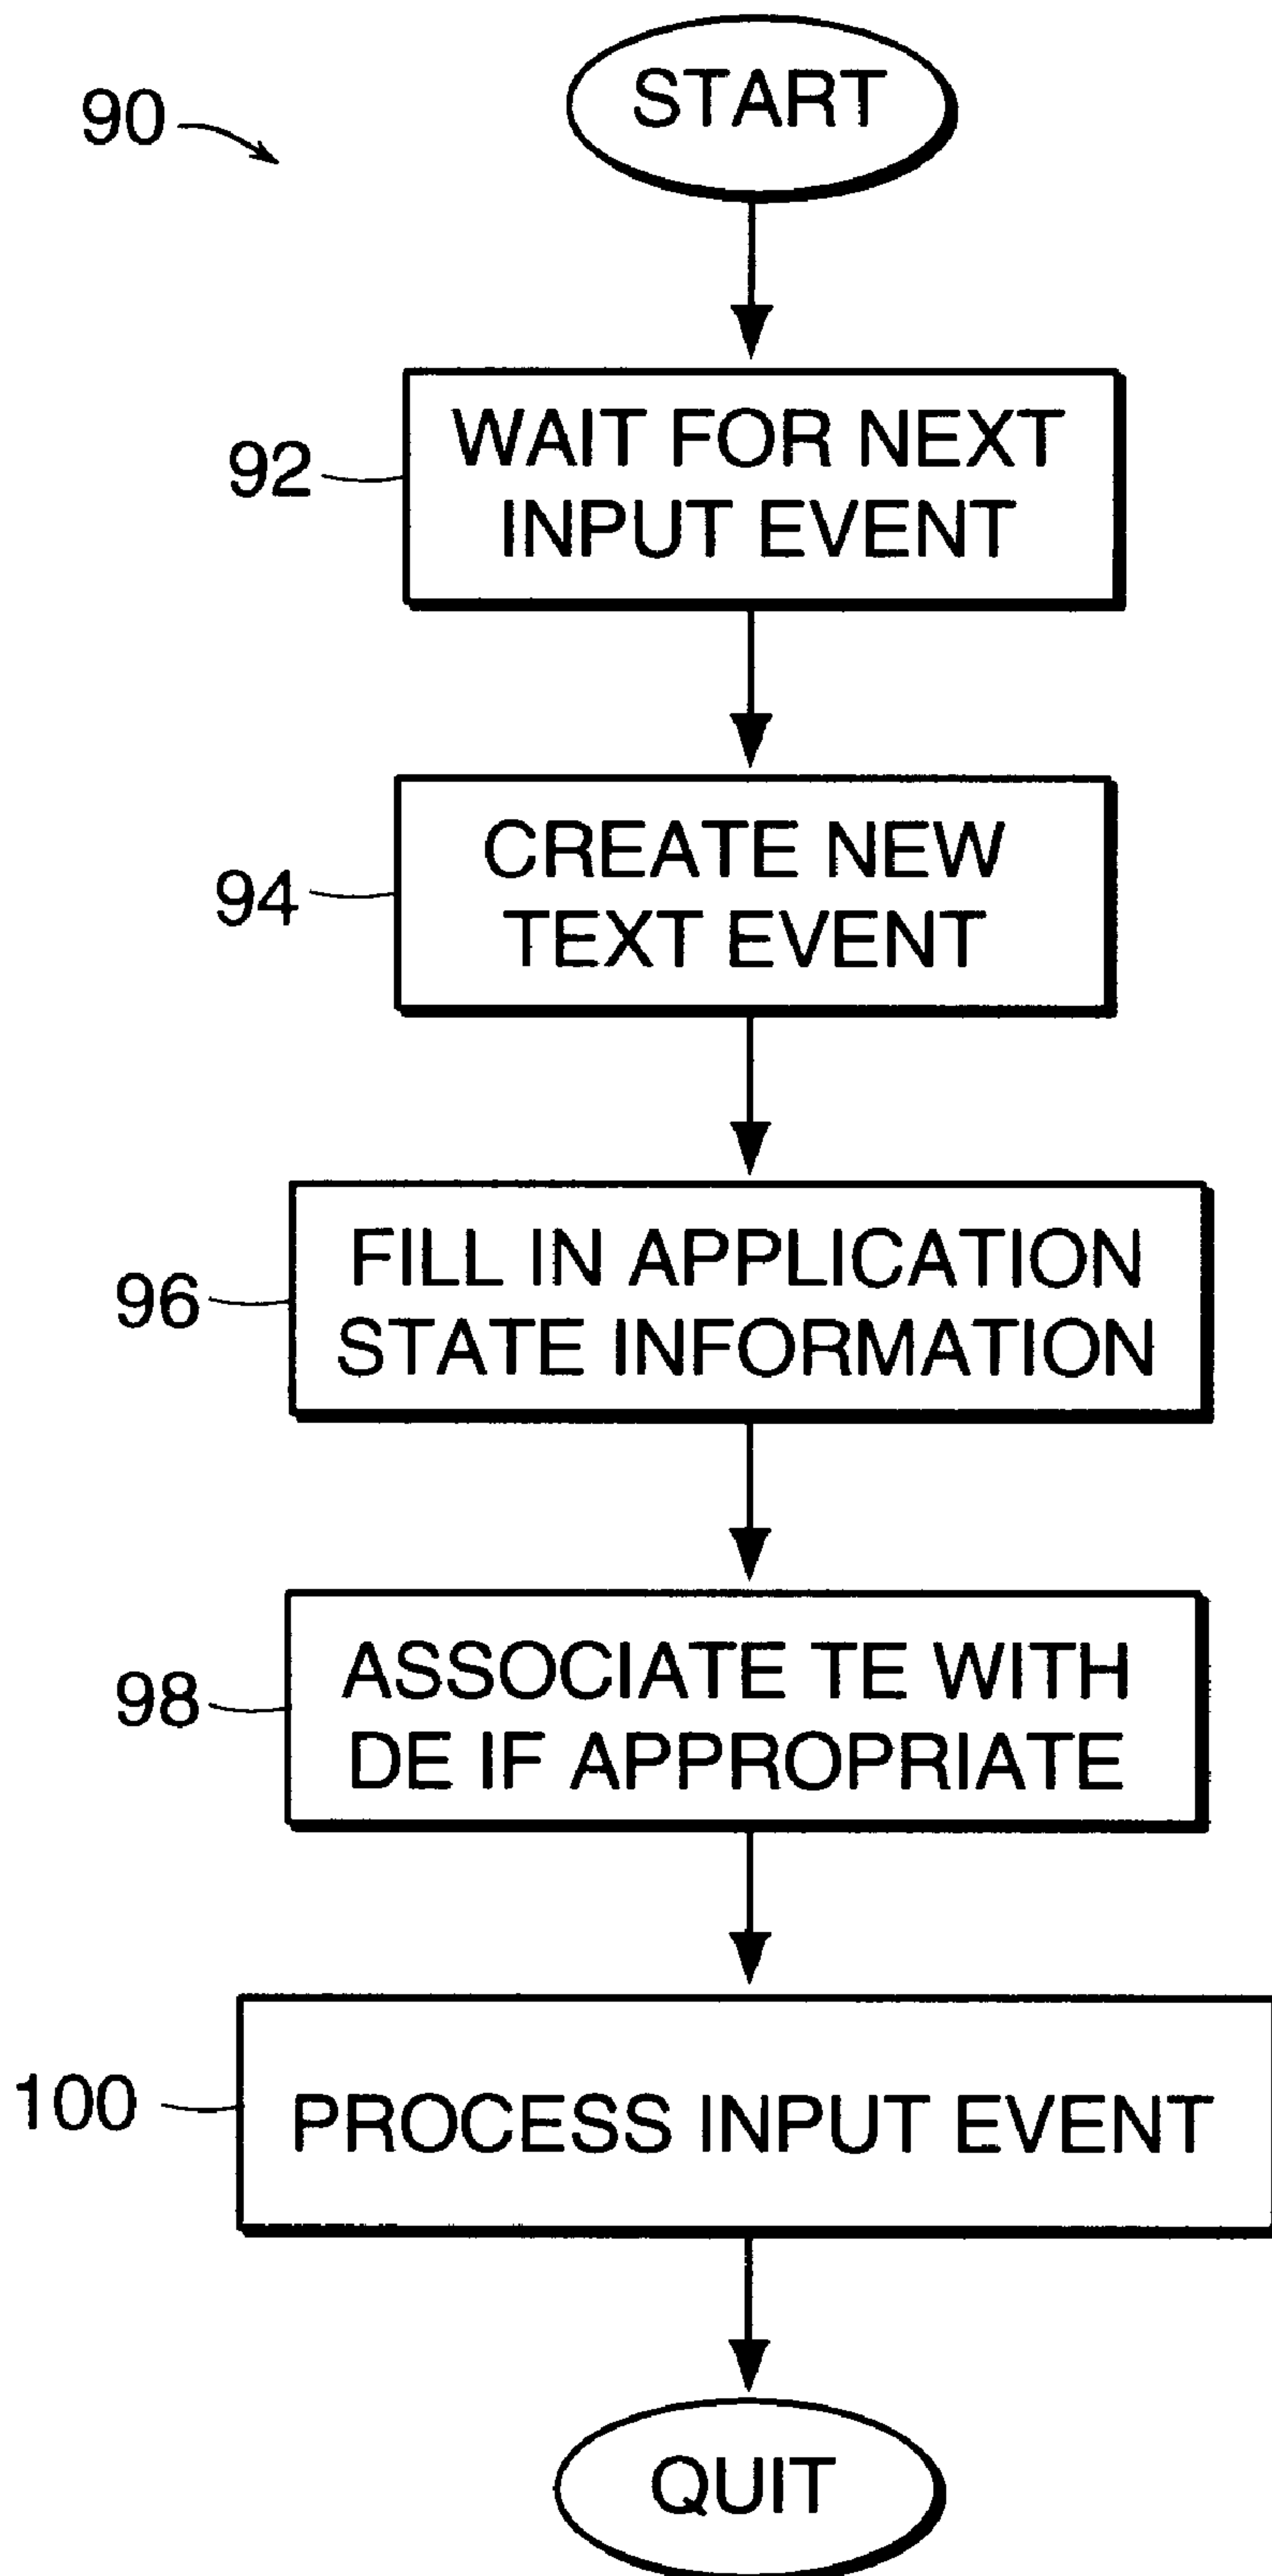 START
90
WAIT FOR NEXT
INPUT EVENT
92
CREATE NEW
TEXT EVENT
94
FILL IN APPLICATION
STATE INFORMATION
96
ASSOCIATE TE WITH
DE IF APPROPRIATE
98
PROCESS INPUT EVENT
100
QUIT